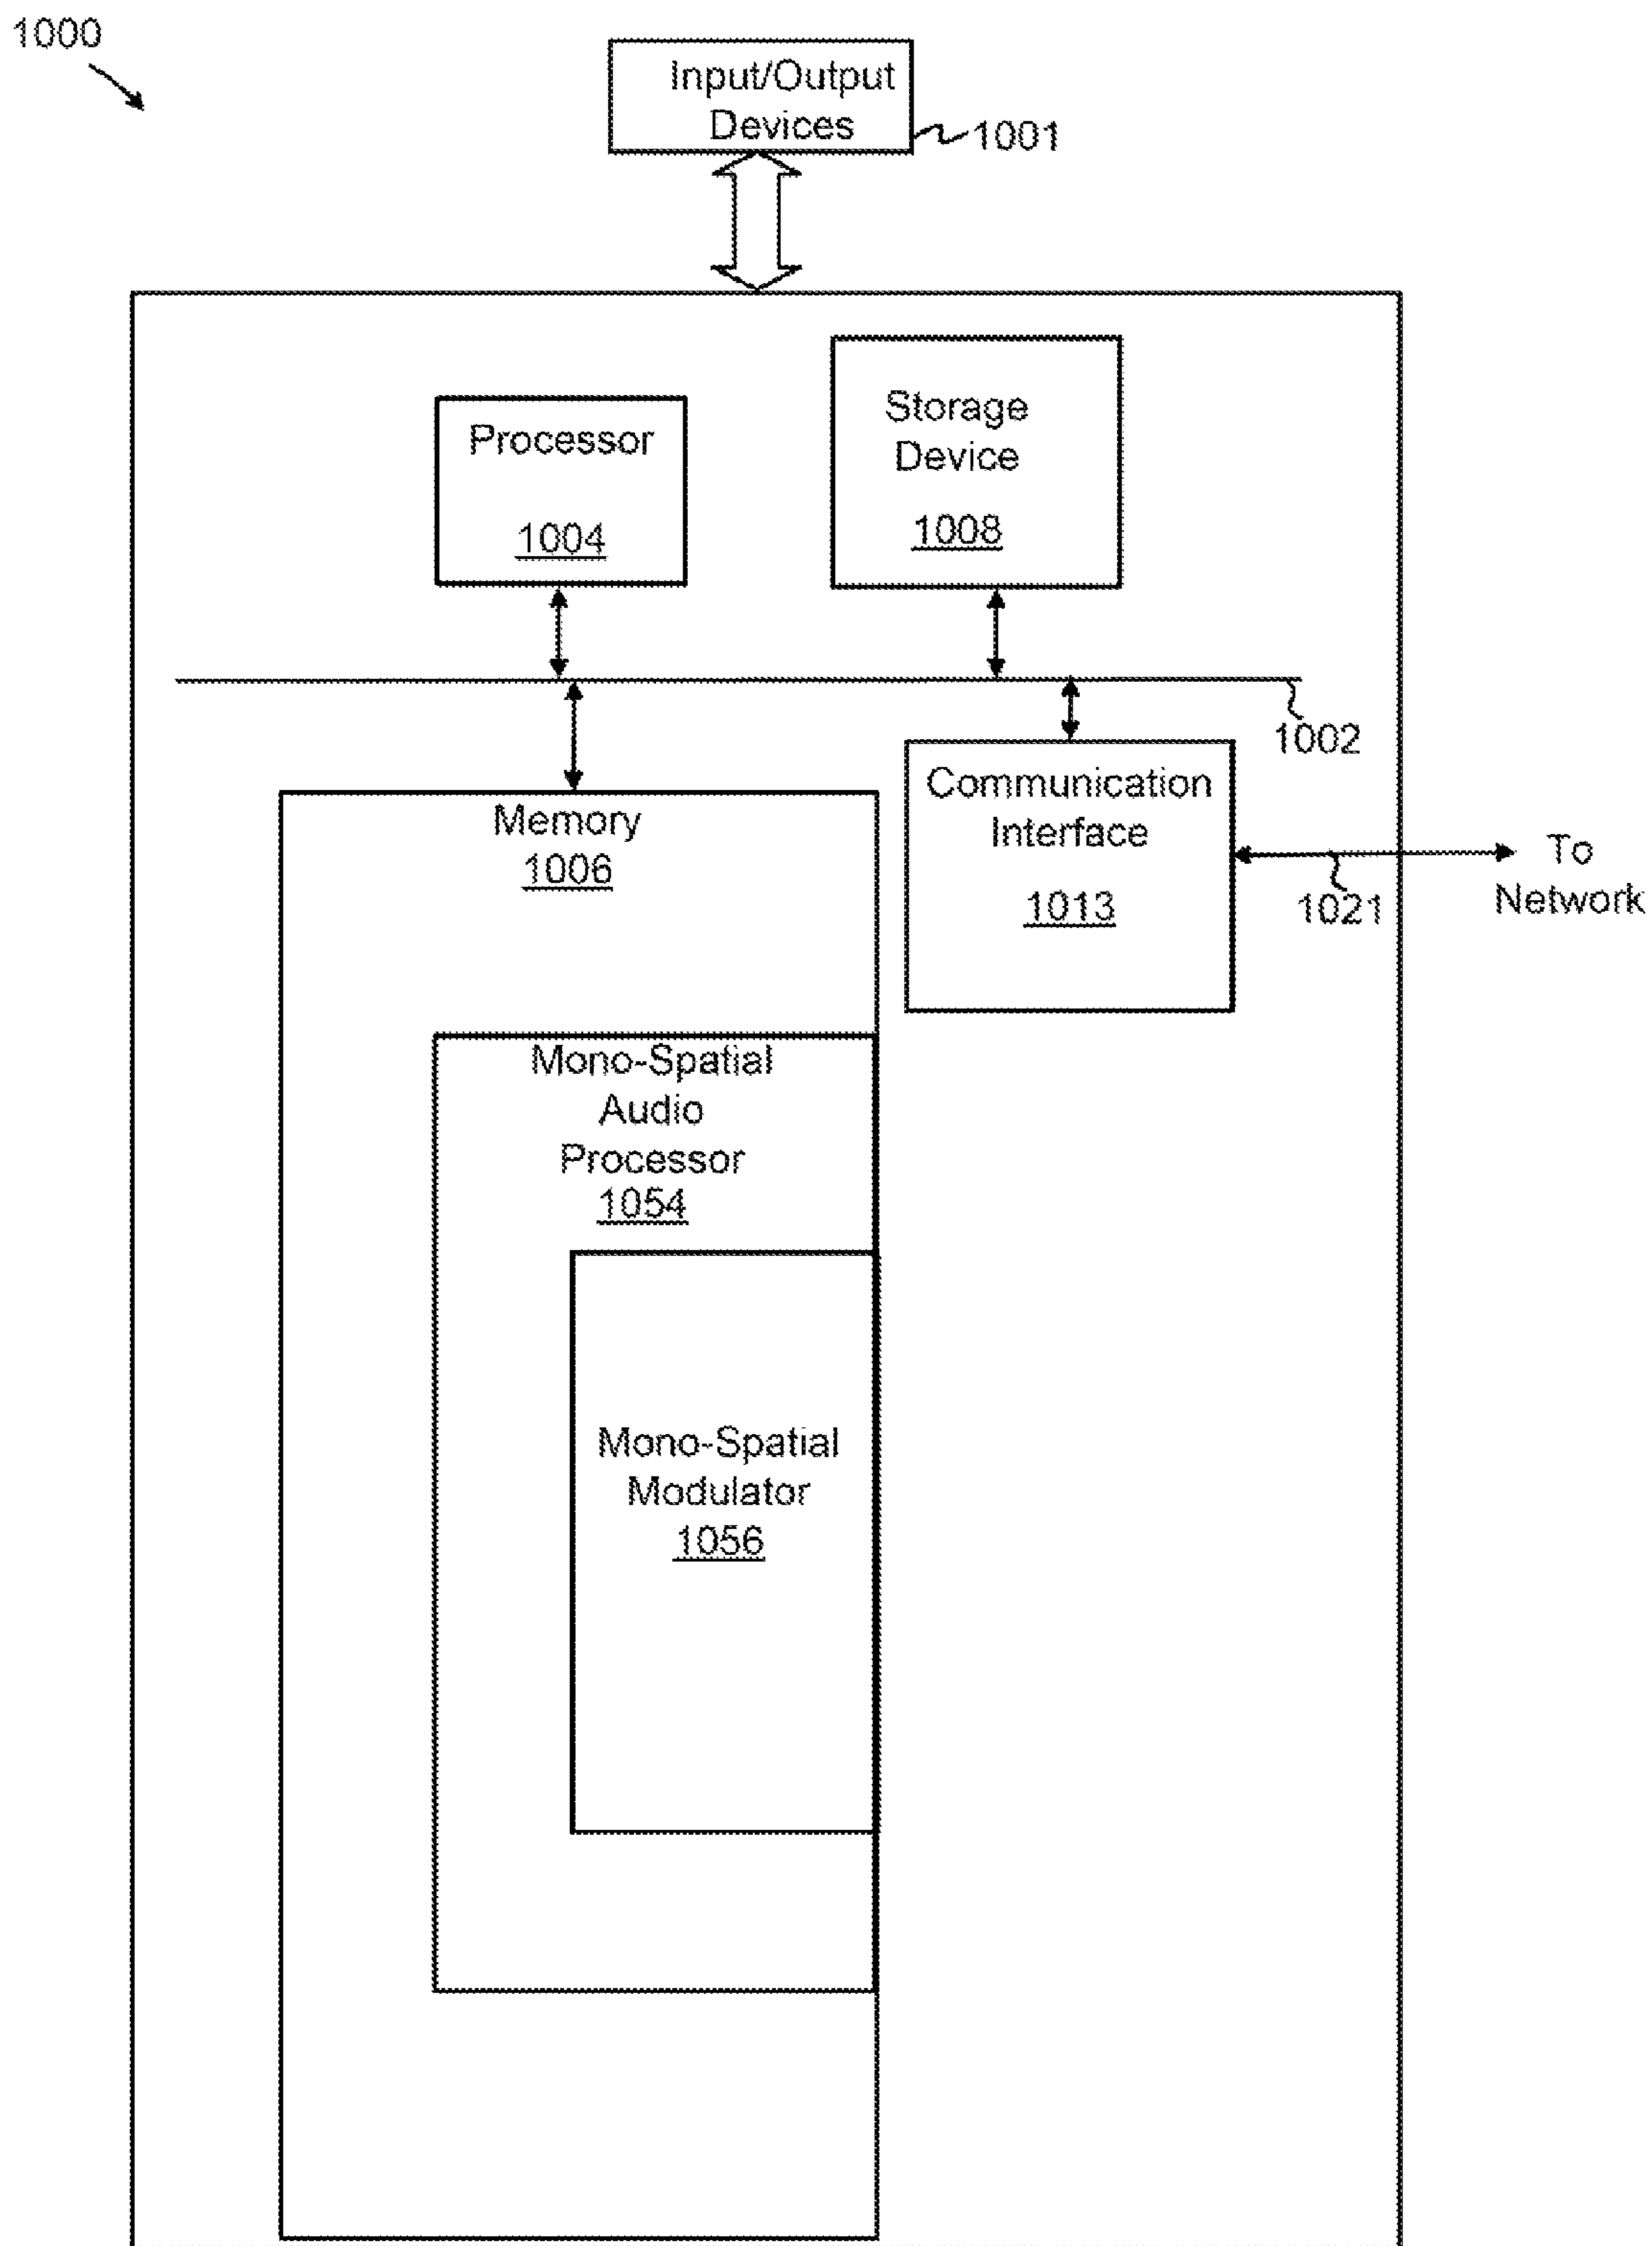 1000
Input/Output
Devices
1001
Processor
1004
Storage
Device
1008
1002
Memory
1006
Communication
Interface
1013
1021
To
Network
Mono-Spatial
Audio
Processor
1054
Mono-Spatial
Modulator
1056